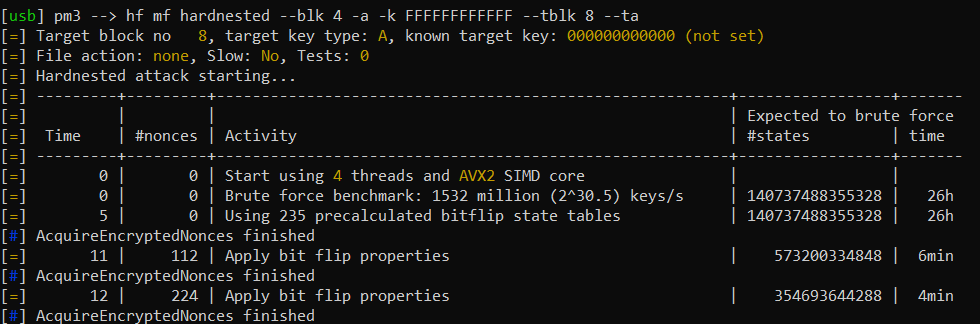 [usb] pm3 --> hf mf hardnested --blk 4 -a -k FFFFFFFFFFFF --tblk 8 --ta
[=] Target block no   8, target key type: A, known target key: 000000000000 (not set)
[=] File action: none, Slow: No, Tests: 0
[=] Hardnested attack starting...
[=] ---------+---------+---------------------------------------------------------+-----------------+-------
[=]          |         |                                                         | Expected to brute force
[=]  Time    | #nonces | Activity                                                | #states         | time
[=] ---------+---------+---------------------------------------------------------+-----------------+-------
[=]        0 |       0 | Start using 4 threads and AVX2 SIMD core                |                 |
[=]        0 |       0 | Brute force benchmark: 1532 million (2^30.5) keys/s     | 140737488355328 |   26h
[=]        5 |       0 | Using 235 precalculated bitflip state tables            | 140737488355328 |   26h
[#] AcquireEncryptedNonces finished
[=]       11 |     112 | Apply bit flip properties                               |    573200334848 |  6min
[#] AcquireEncryptedNonces finished
[=]       12 |     224 | Apply bit flip properties                               |    354693644288 |  4min
[#] AcquireEncryptedNonces finished